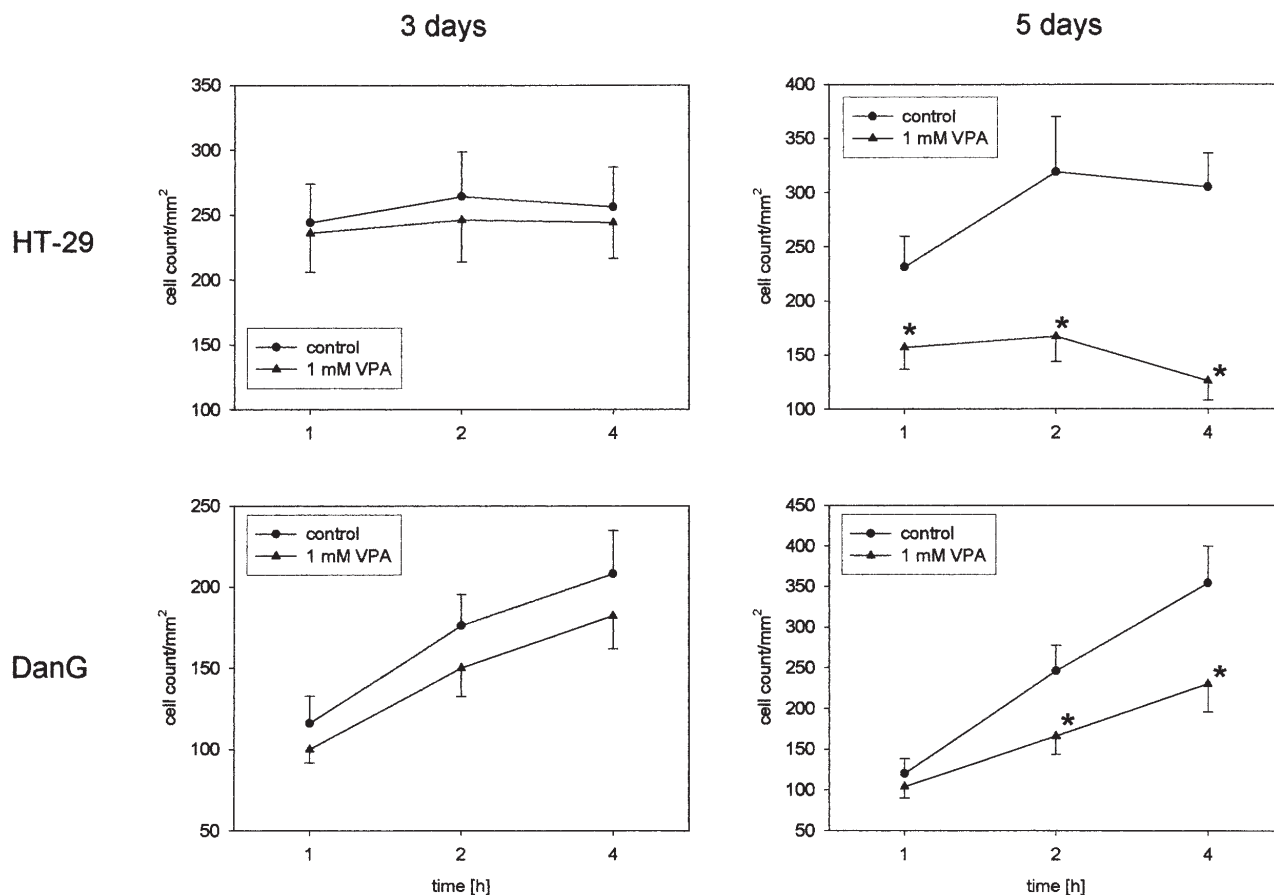 3 days
5 days
HT-29
DanG
350
300
250
200
150
100
cell count/mm²
control
1 mM VPA
1
2
4
400
350
300
250
200
150
100
cell count/mm²
control
1 mM VPA
*
*
*
1
2
4
250
200
150
100
50
cell count/mm²
control
1 mM VPA
1
2
4
time [h]
450
400
350
300
250
200
150
100
50
cell count/mm²
control
1 mM VPA
*
*
1
2
4
time [h]